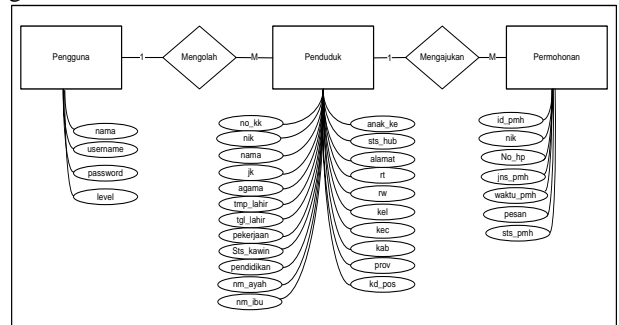 Pengguna
1
Mengolah
M
Penduduk
1
Mengajukan
M
Permohonan
nama
username
password
level
no_kk
nik
nama
jk
agama
tmp_lahir
tgl_lahir
pekerjaan
Sts_kawin
pendidikan
nm_ayah
nm_ibu
anak_ke
sts_hub
alamat
rt
rw
kel
kec
kab
prov
kd_pos
id_pmh
nik
No_hp
jns_pmh
waktu_pmh
pesan
sts_pmh